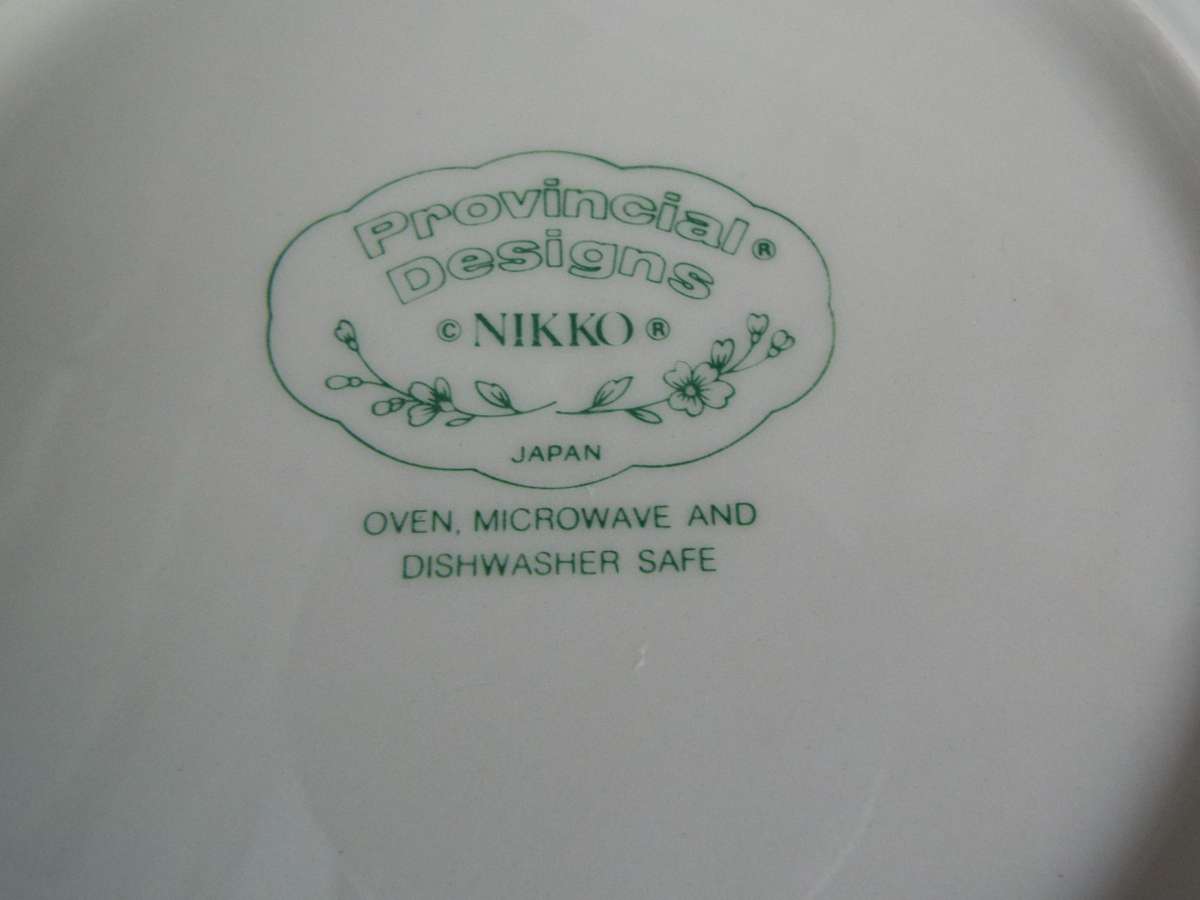 Provincial®
Designs
© NIKKO ®
JAPAN
OVEN, MICROWAVE AND
DISHWASHER SAFE